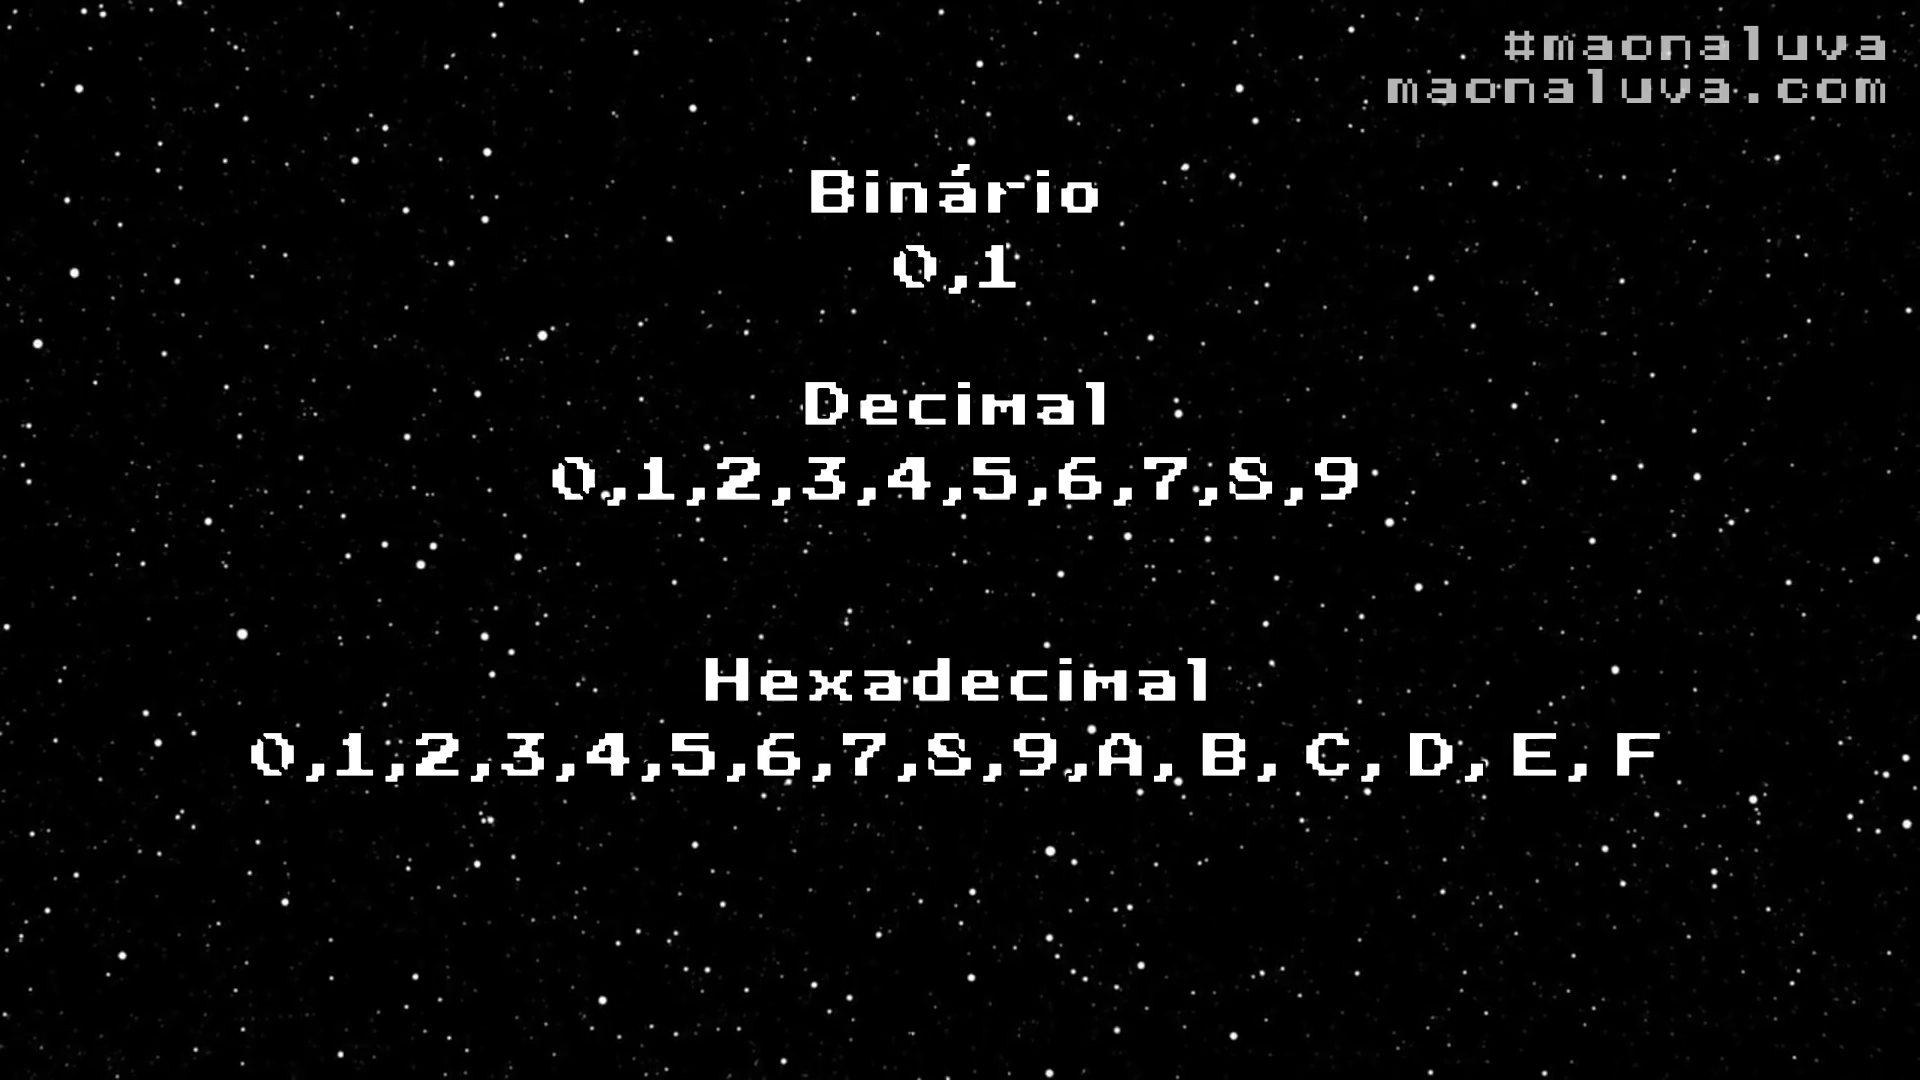 #maonaluva
maonaluva.com
Binário
0,1
Decimal
0,1,2,3,4,5,6,7,8,9
Hexadecimal
0,1,2,3,4,5,6,7,8,9,A, B, C, D, E, F